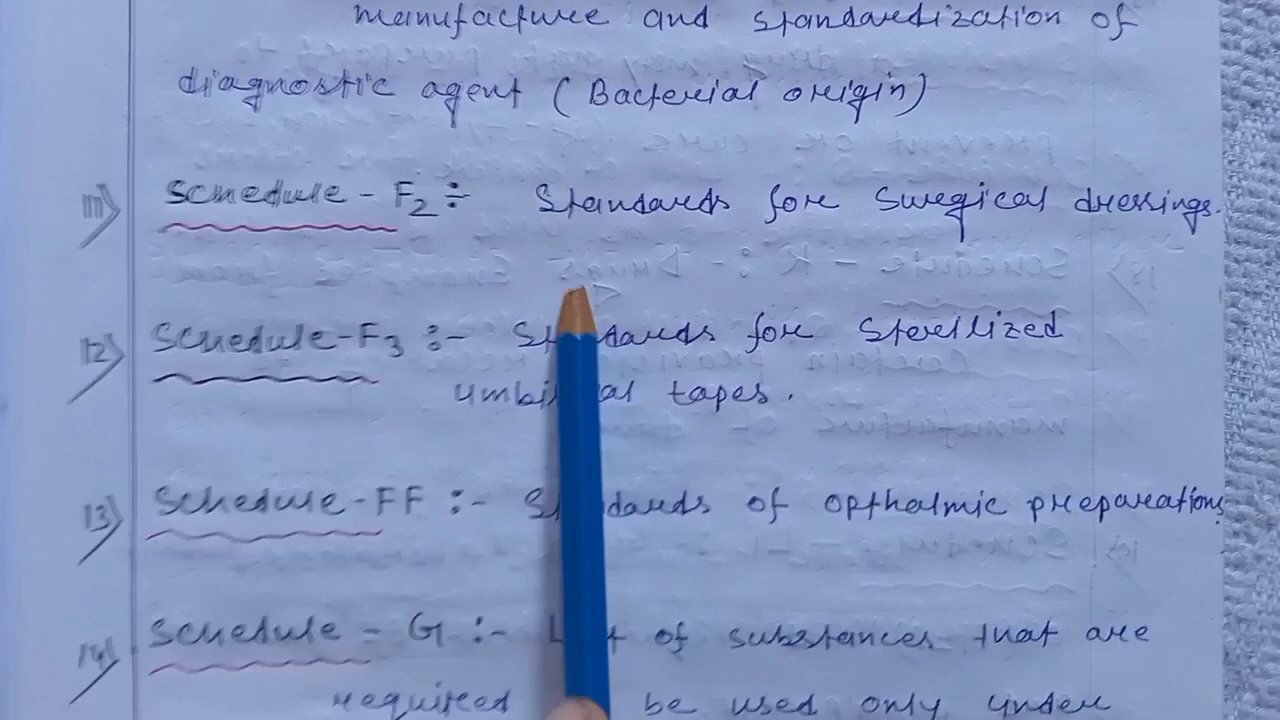 manufacture and standardization of
diagnostic agent (Bacterial origin)
11) Schedule - F2 :- Standards for Surgical dressings.
12) Schedule-F3 :- Standards for Sterilized
umbilical tapes.
13) Schedule-FF :- Standards of opthalmic preparations
14) Schedule - G :- List of substances that are
required be used only under